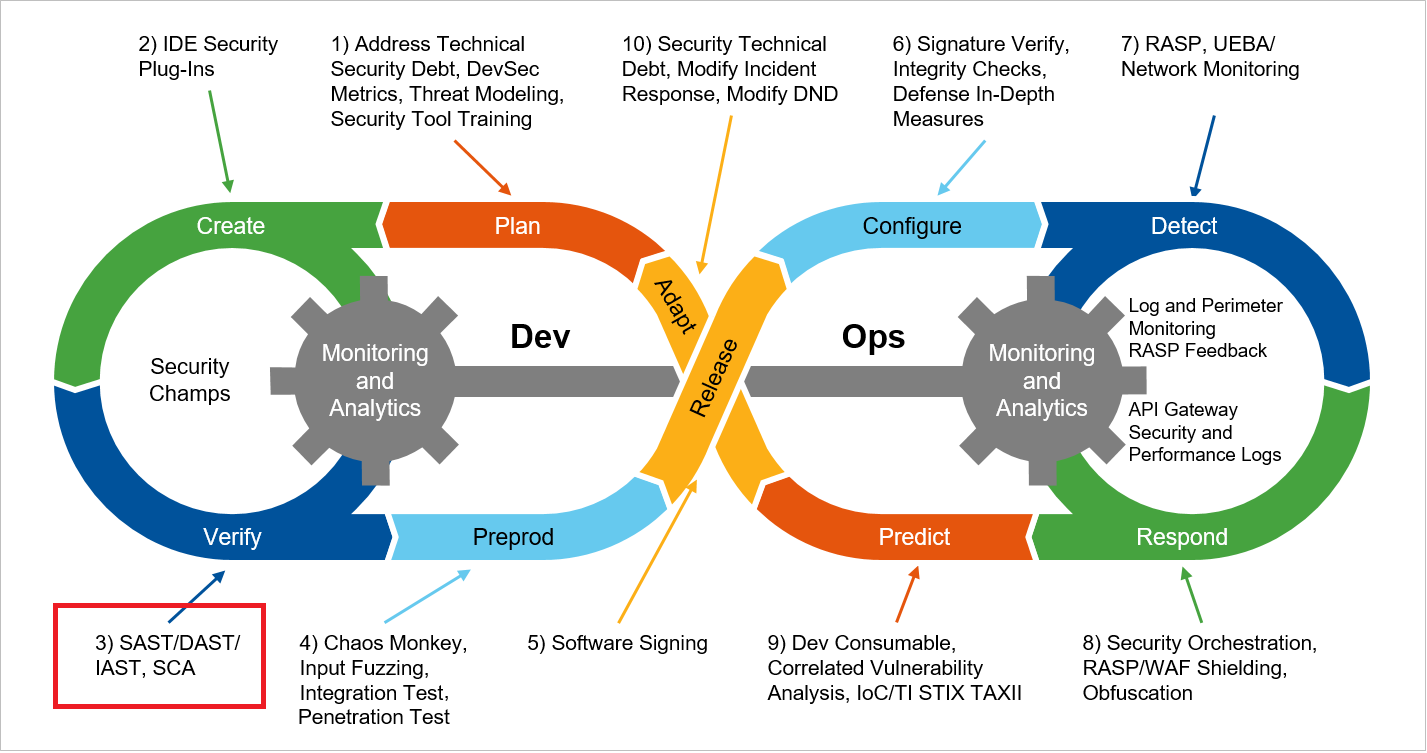 2) IDE Security
Plug-Ins
1) Address Technical
Security Debt, DevSec
Metrics, Threat Modeling,
Security Tool Training
10) Security Technical
Debt, Modify Incident
Response, Modify DND
6) Signature Verify,
Integrity Checks,
Defense In-Depth
Measures
7) RASP, UEBA/
Network Monitoring
Create
Plan
Configure
Detect
Adapt
Release
Dev
Ops
Security
Champs
Monitoring
and
Analytics
Monitoring
and
Analytics
Log and Perimeter
Monitoring
RASP Feedback
API Gateway
Security and
Performance Logs
Verify
Preprod
Predict
Respond
3) SAST/DAST/
IAST, SCA
4) Chaos Monkey,
Input Fuzzing,
Integration Test,
Penetration Test
5) Software Signing
9) Dev Consumable,
Correlated Vulnerability
Analysis, IoC/TI STIX TAXII
8) Security Orchestration,
RASP/WAF Shielding,
Obfuscation